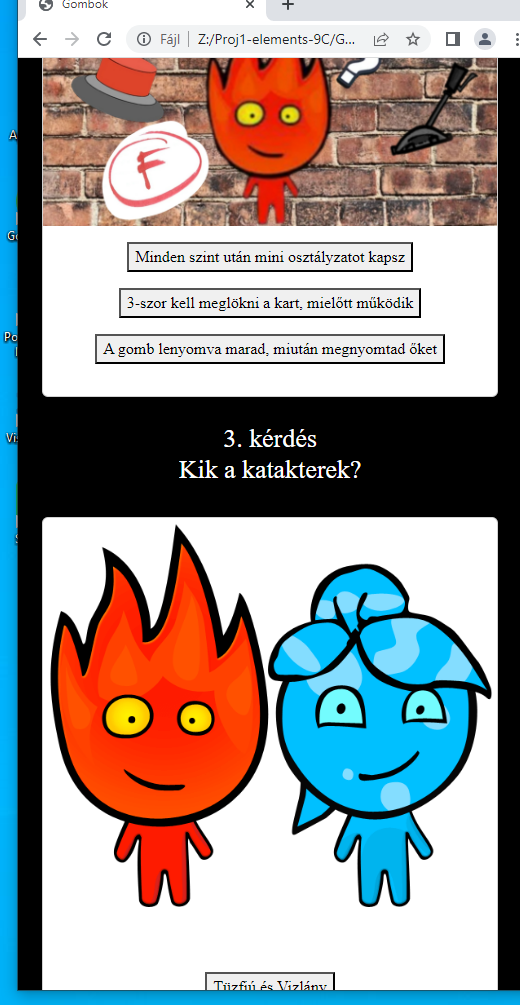 Gombok
Fájl
Z:/Proj1-elements-9C/G...
F
Minden szint után mini osztályzatot kapsz
3-szor kell meglökni a kart, mielőtt működik
A gomb lenyomva marad, miután megnyomtad őket
3. kérdés
Kik a katakterek?
Tűzfiú és Vizlány